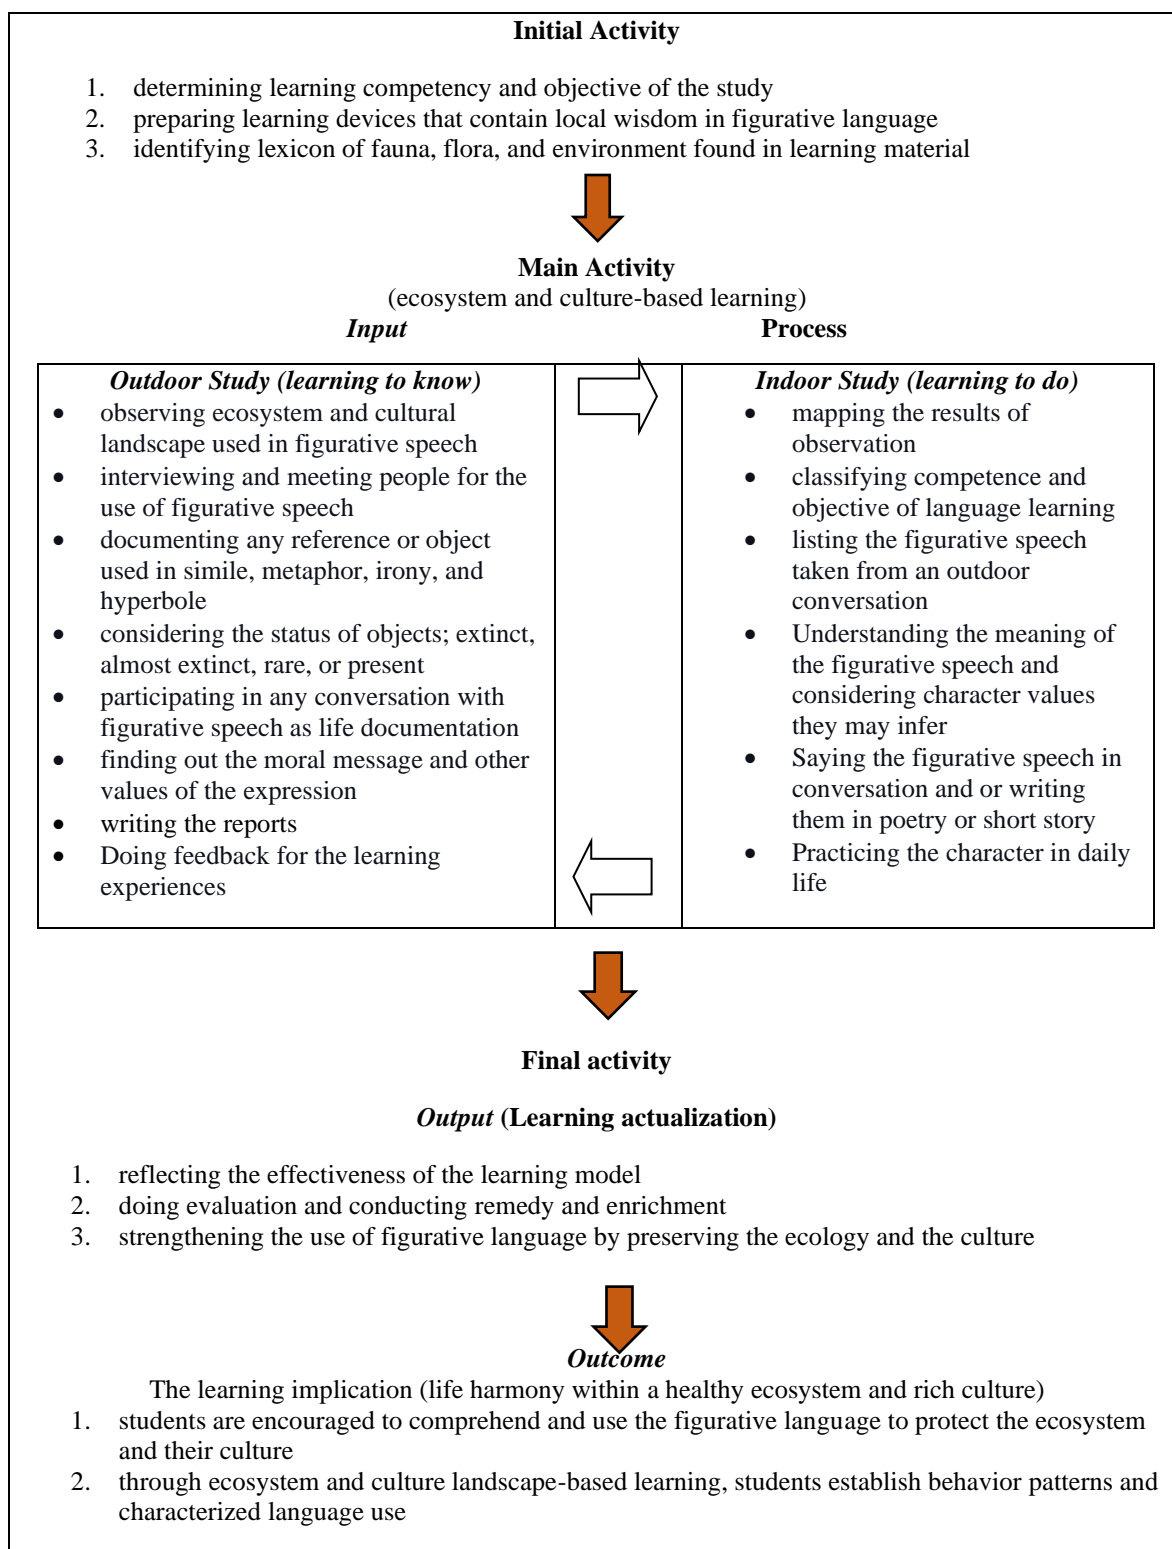 Initial Activity
1. determining learning competency and objective of the study
2. preparing learning devices that contain local wisdom in figurative language
3. identifying lexicon of fauna, flora, and environment found in learning material
Main Activity
(ecosystem and culture-based learning)
Input
Process
Outdoor Study (learning to know)
• observing ecosystem and cultural
landscape used in figurative speech
• interviewing and meeting people for the
use of figurative speech
• documenting any reference or object
used in simile, metaphor, irony, and
hyperbole
• considering the status of objects; extinct,
almost extinct, rare, or present
• participating in any conversation with
figurative speech as life documentation
• finding out the moral message and other
values of the expression
• writing the reports
• Doing feedback for the learning
experiences
Indoor Study (learning to do)
• mapping the results of
observation
• classifying competence and
objective of language learning
• listing the figurative speech
taken from an outdoor
conversation
• Understanding the meaning of
the figurative speech and
considering character values
they may infer
• Saying the figurative speech in
conversation and or writing
them in poetry or short story
• Practicing the character in daily
life
Final activity
Output (Learning actualization)
1. reflecting the effectiveness of the learning model
2. doing evaluation and conducting remedy and enrichment
3. strengthening the use of figurative language by preserving the ecology and the culture
Outcome
The learning implication (life harmony within a healthy ecosystem and rich culture)
1. students are encouraged to comprehend and use the figurative language to protect the ecosystem
and their culture
2. through ecosystem and culture landscape-based learning, students establish behavior patterns and
characterized language use